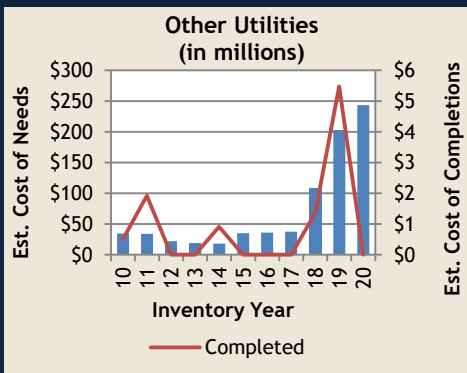 Other Utilities
(in millions)
Est. Cost of Needs
$300
$250
$200
$150
$100
$50
$0
$6
$5
$4
$3
$2
$1
$0
Est. Cost of Completions
10 11 12 13 14 15 16 17 18 19 20
Inventory Year
Completed